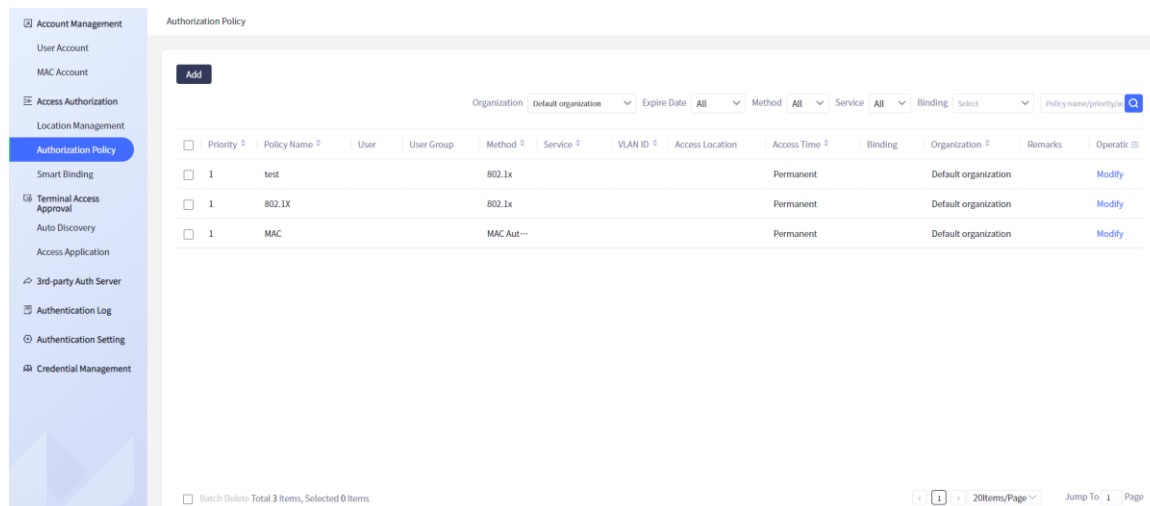 Account Management
User Account
MAC Account
Access Authorization
Location Management
Authorization Policy
Smart Binding
Terminal Access
Approval
Auto Discovery
Access Application
3rd-party Auth Server
Authentication Log
Authentication Setting
Credential Management
Authorization Policy
Add
Organization Default organization Expire Date All Method All Service All Binding Select Policy name/priority/ac
Priority Policy Name User User Group Method Service VLAN ID Access Location Access Time Binding Organization Remarks Operatic
1 test 802.1x Permanent Default organization Modify
1 802.1X 802.1x Permanent Default organization Modify
1 MAC MAC Aut… Permanent Default organization Modify
Batch Delete Total 3 Items, Selected 0 Items
< 1 > 20Items/Page Jump To 1 Page